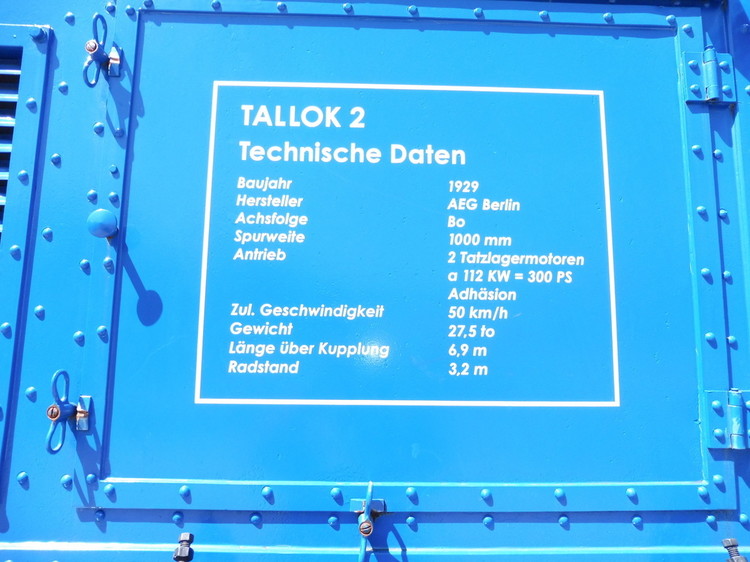 TALLOK 2
Technische Daten
Baujahr 1929
Hersteller AEG Berlin
Achsfolge Bo
Spurweite 1000 mm
Antrieb 2 Tatzlagermotoren
a 112 KW = 300 PS
Adhäsion
Zul. Geschwindigkeit 50 km/h
Gewicht 27,5 to
Länge über Kupplung 6,9 m
Radstand 3,2 m